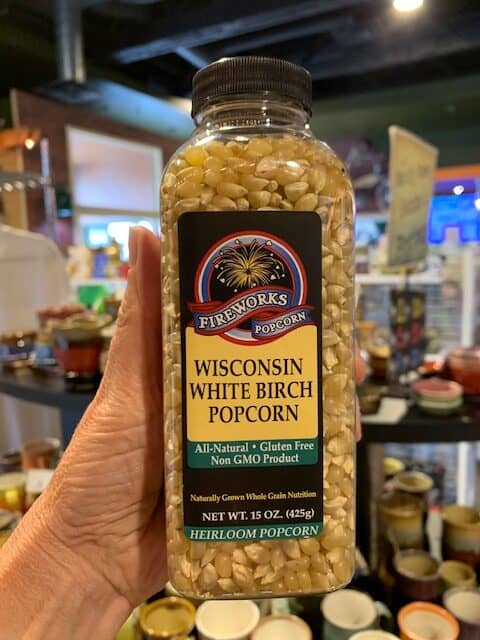 FIREWORKS
POPCORN
WISCONSIN
WHITE BIRCH
POPCORN
All-Natural • Gluten Free
Non GMO Product
Naturally Grown Whole Grain Nutrition
NET WT. 15 OZ. (425g)
HEIRLOOM POPCORN